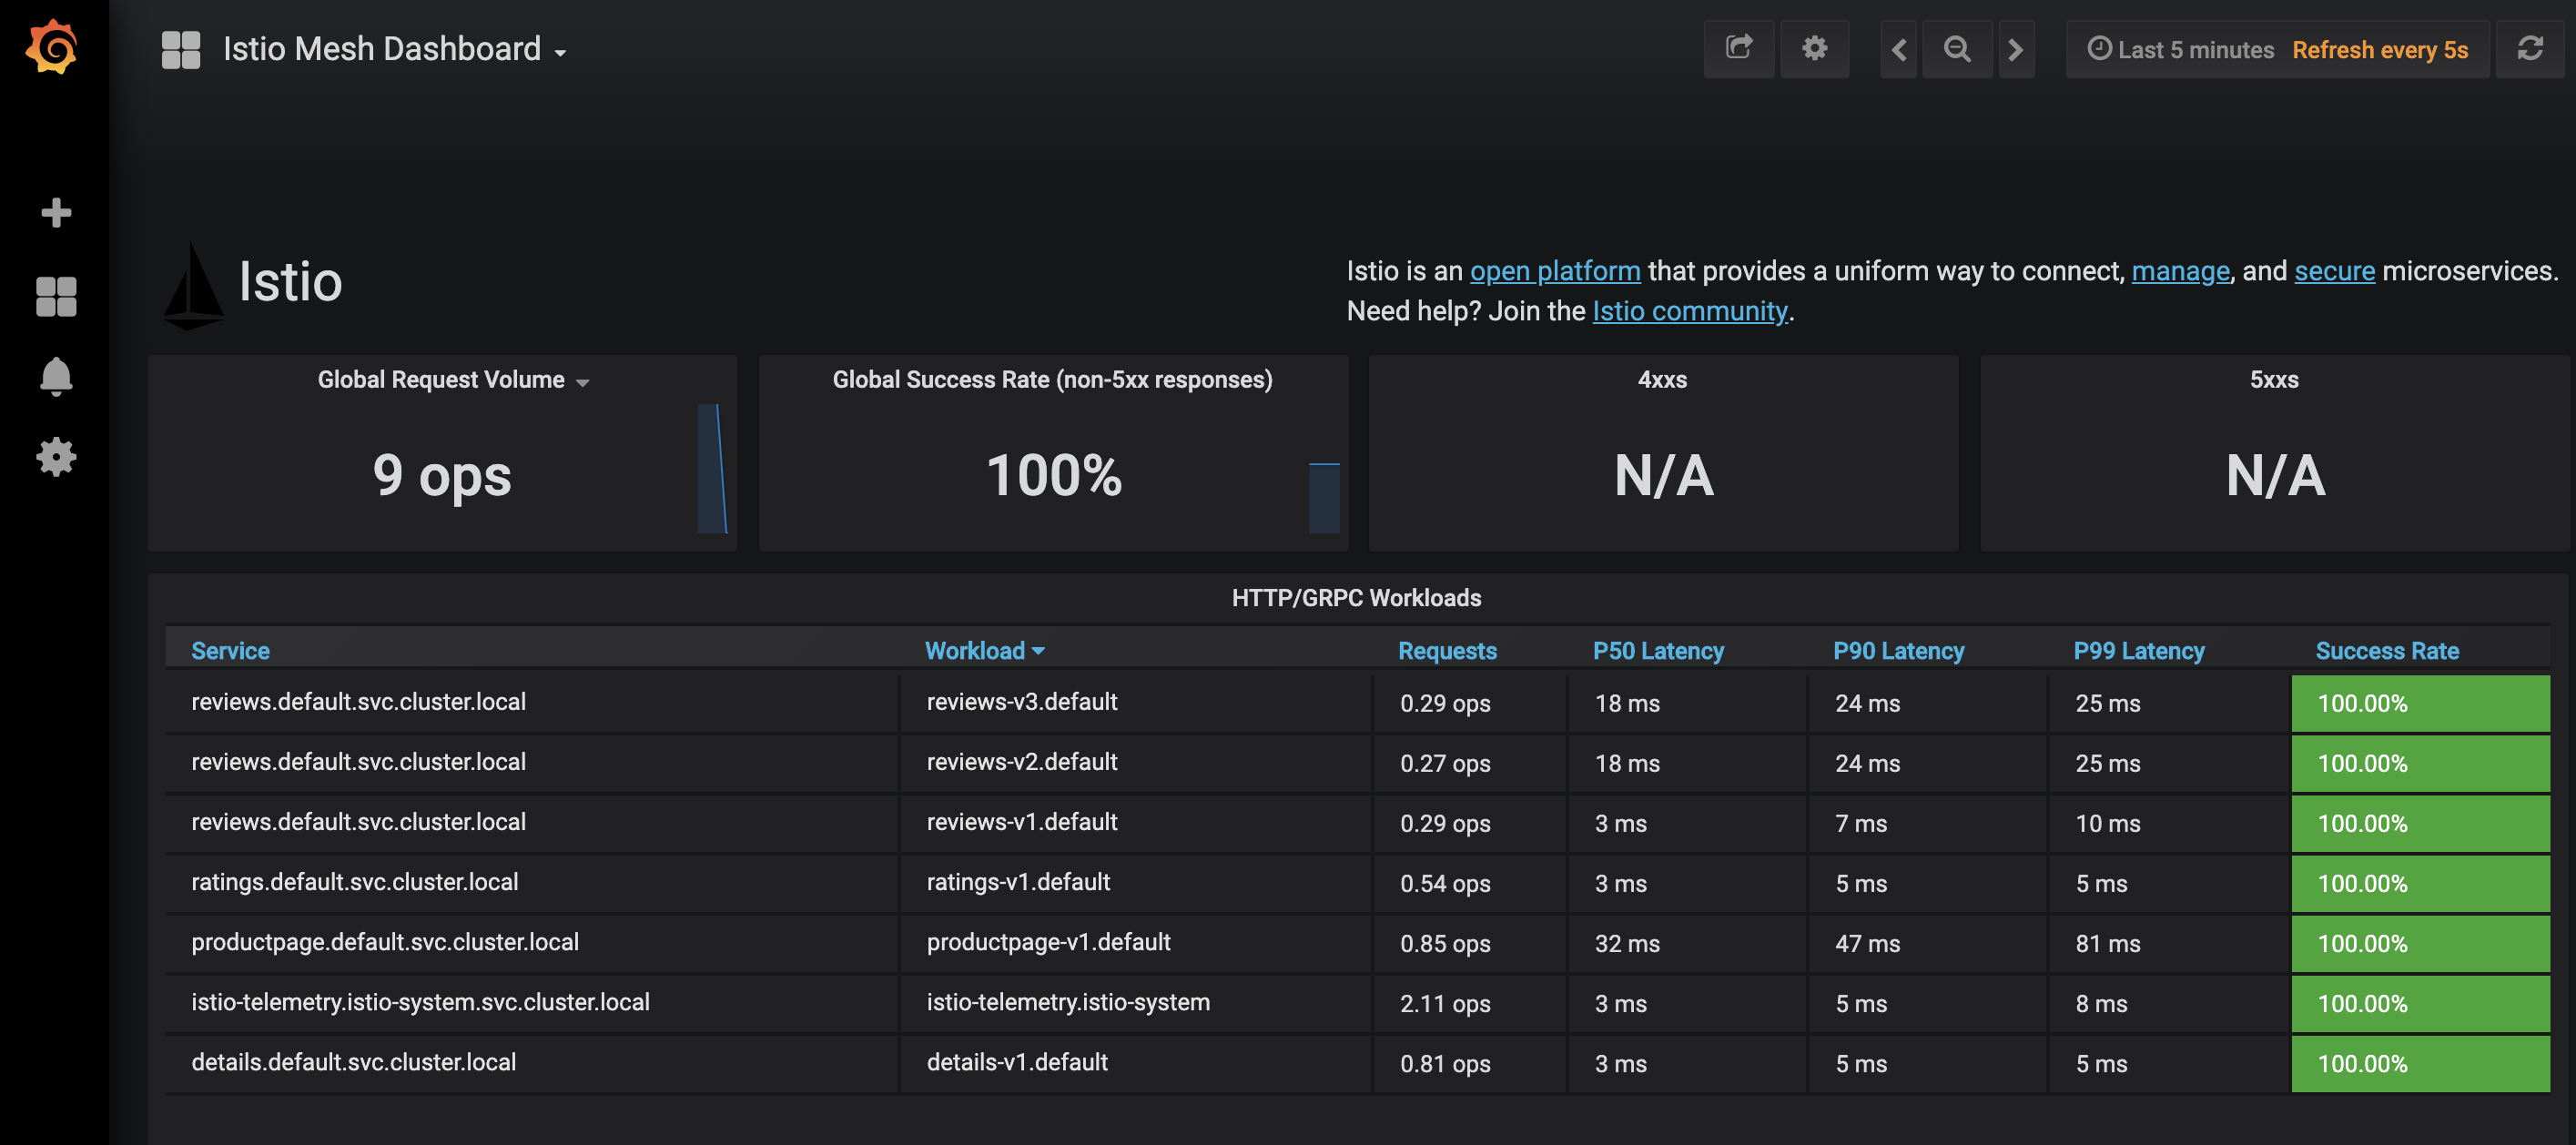 Istio Mesh Dashboard
Last 5 minutes Refresh every 5s
Istio
Istio is an open platform that provides a uniform way to connect, manage, and secure microservices.
Need help? Join the Istio community.
Global Request Volume
9 ops
Global Success Rate (non-5xx responses)
100%
4xxs
N/A
5xxs
N/A
HTTP/GRPC Workloads
Service Workload Requests P50 Latency P90 Latency P99 Latency Success Rate
reviews.default.svc.cluster.local reviews-v3.default 0.29 ops 18 ms 24 ms 25 ms 100.00%
reviews.default.svc.cluster.local reviews-v2.default 0.27 ops 18 ms 24 ms 25 ms 100.00%
reviews.default.svc.cluster.local reviews-v1.default 0.29 ops 3 ms 7 ms 10 ms 100.00%
ratings.default.svc.cluster.local ratings-v1.default 0.54 ops 3 ms 5 ms 5 ms 100.00%
productpage.default.svc.cluster.local productpage-v1.default 0.85 ops 32 ms 47 ms 81 ms 100.00%
istio-telemetry.istio-system.svc.cluster.local istio-telemetry.istio-system 2.11 ops 3 ms 5 ms 8 ms 100.00%
details.default.svc.cluster.local details-v1.default 0.81 ops 3 ms 5 ms 5 ms 100.00%